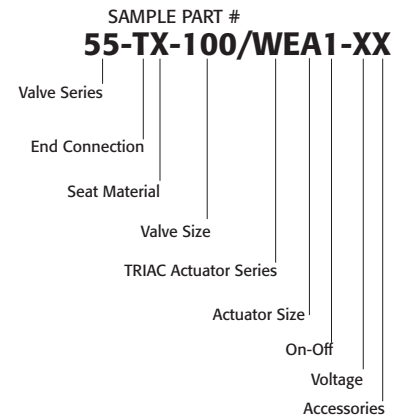 SAMPLE PART #
55-TX-100/WEA1-XX
Valve Series
End Connection
Seat Material
Valve Size
TRIAC Actuator Series
Actuator Size
On-Off
Voltage
Accessories